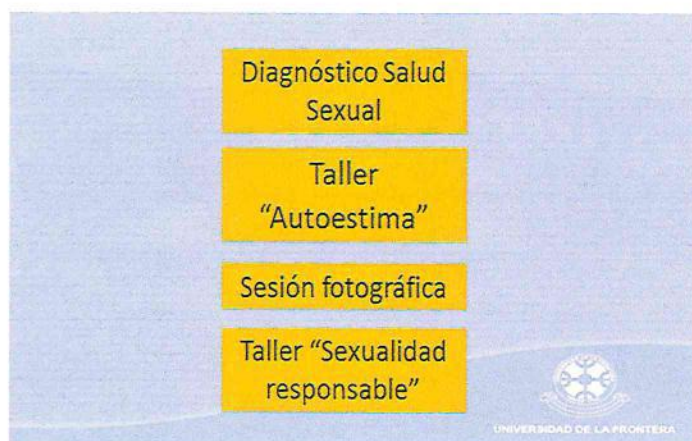 Diagnóstico Salud
Sexual
Taller
“Autoestima”
Sesión fotográfica
Taller “Sexualidad
responsable”
UNIVERSIDAD DE LA FRONTERA